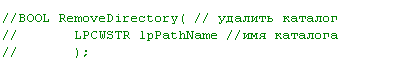 //BOOL RemoveDirectory( // удалить каталог
//       LPCWSTR lpPathName //имя каталога
//       );